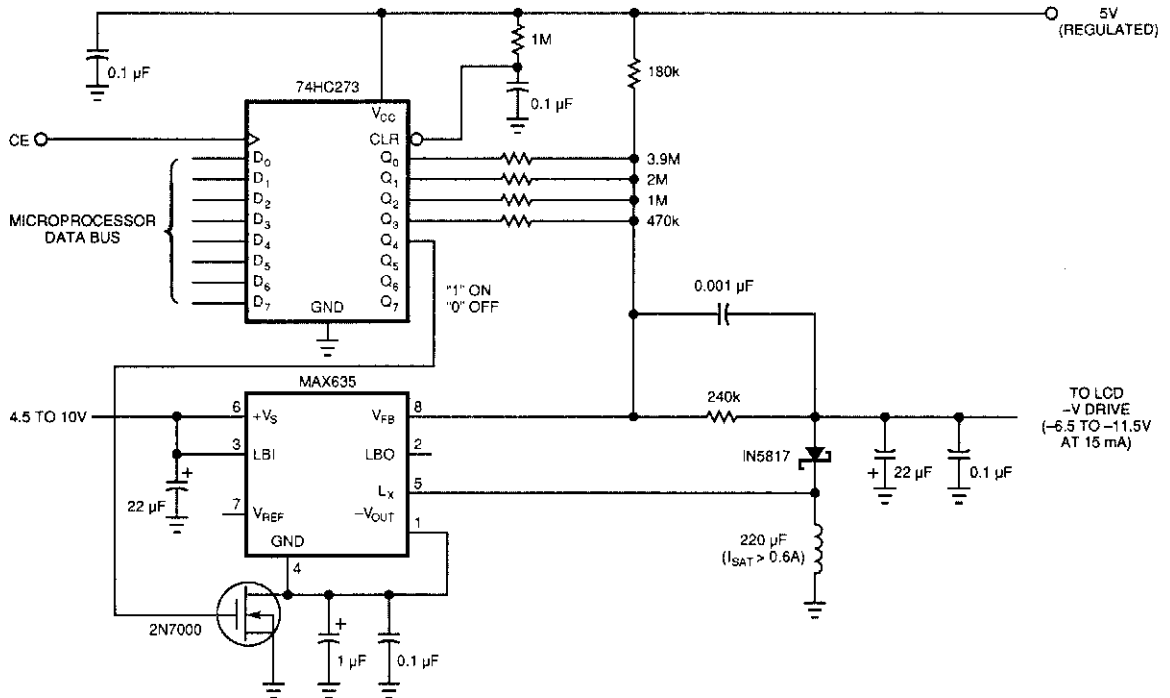 5V
(REGULATED)
1M
0.1 µF
180k
74HC273
0.1 µF
VCC
CE
CLR
D0
Q0
3.9M
D1
Q1
2M
D2
Q2
1M
MICROPROCESSOR
DATA BUS
D3
Q3
470k
D4
Q4
D5
Q5
D6
Q6
D7
Q7
GND
"1" ON
"0" OFF
0.001 µF
MAX635
4.5 TO 10V
6
+VS
VFB
8
240k
TO LCD
–V DRIVE
(–6.5 TO –11.5V
AT 15 mA)
3
LBI
LBO
2
IN5817
+
22 µF
LX
5
+
22 µF
0.1 µF
7
VREF
–VOUT
1
GND
4
220 µF
(ISAT > 0.6A)
2N7000
+
1 µF
0.1 µF